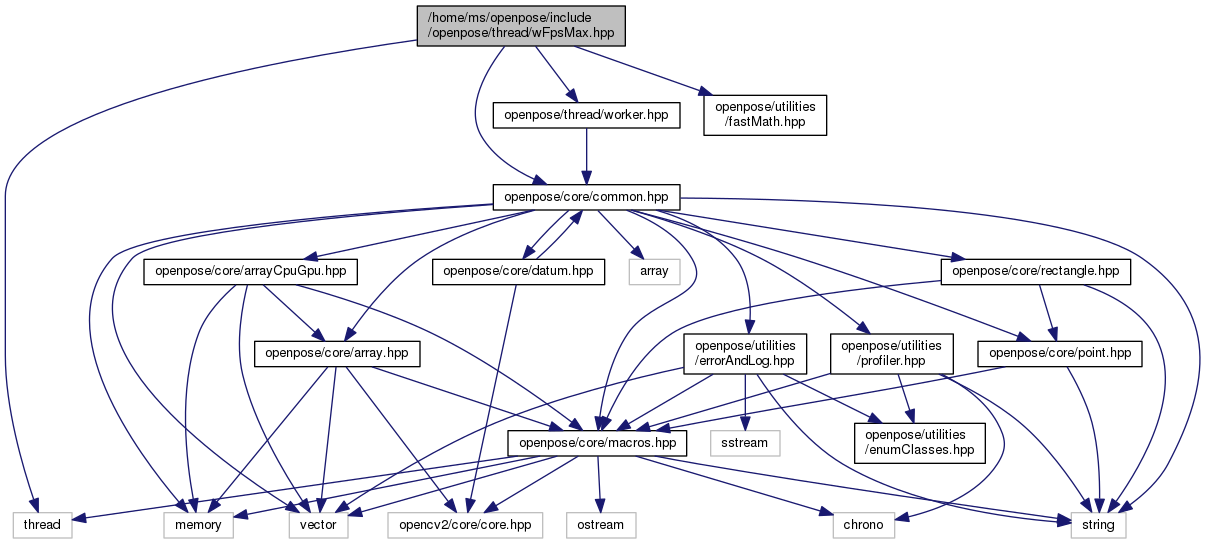 /home/ms/openpose/include
/openpose/thread/wFpsMax.hpp
openpose/thread/worker.hpp
openpose/utilities
/fastMath.hpp
openpose/core/common.hpp
openpose/core/arrayCpuGpu.hpp
openpose/core/datum.hpp
array
openpose/core/rectangle.hpp
openpose/core/array.hpp
openpose/utilities
/errorAndLog.hpp
openpose/utilities
/profiler.hpp
openpose/core/point.hpp
openpose/core/macros.hpp
sstream
openpose/utilities
/enumClasses.hpp
thread
memory
vector
opencv2/core/core.hpp
ostream
chrono
string